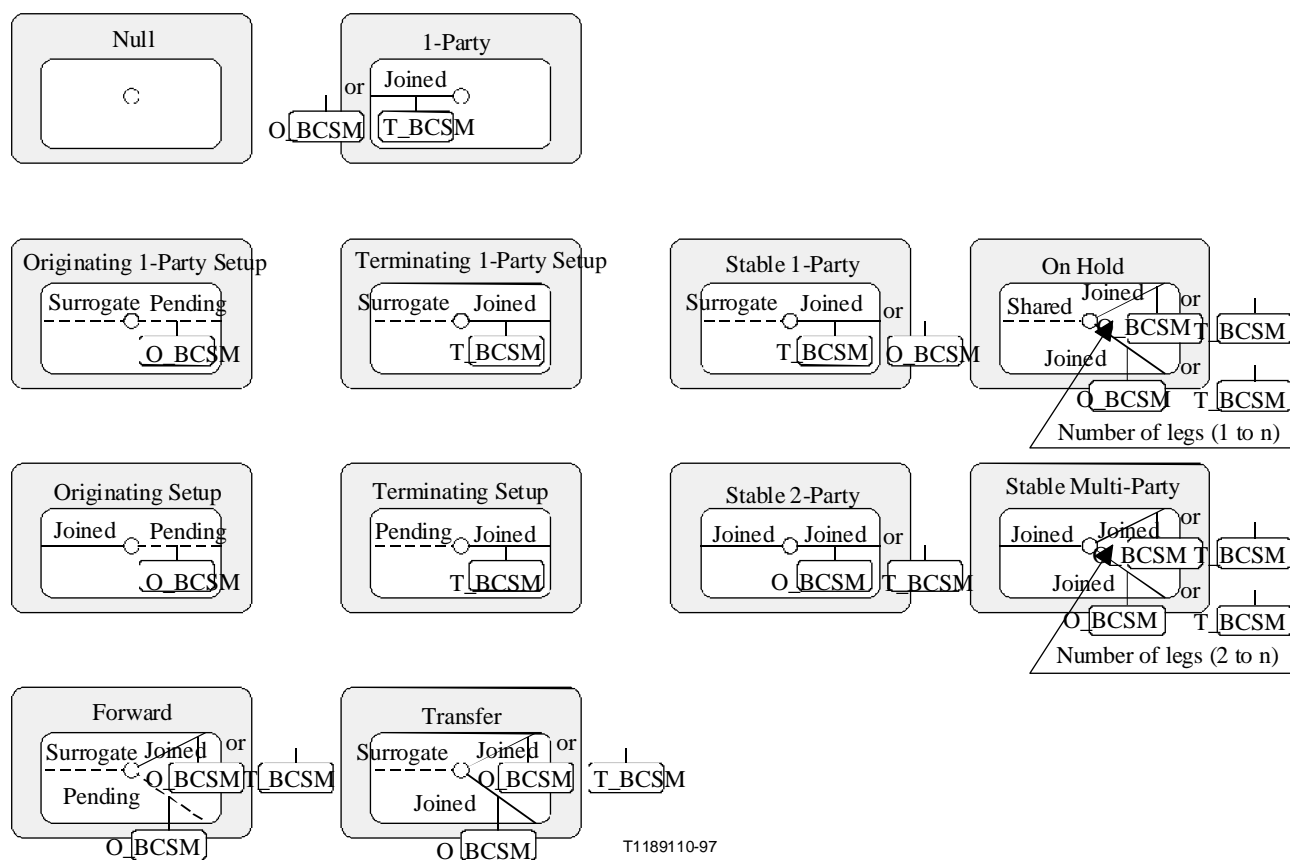 Null
1-Party
or
Joined
O_BCSM
T_BCSM
Originating 1-Party Setup
Surrogate Pending
O_BCSM
Terminating 1-Party Setup
Surrogate Joined
T_BCSM
Stable 1-Party
Surrogate Joined
or
T_BCSM
O_BCSM
On Hold
Shared
Joined
or
O_BCSM
T_BCSM
Joined
or
O_BCSM
T_BCSM
Number of legs (1 to n)
Originating Setup
Joined Pending
O_BCSM
Terminating Setup
Pending Joined
T_BCSM
Stable 2-Party
Joined Joined
or
O_BCSM
T_BCSM
Stable Multi-Party
Joined
Joined
or
O_BCSM
T_BCSM
Joined
or
O_BCSM
T_BCSM
Number of legs (2 to n)
Forward
Surrogate Joined
or
O_BCSM
T_BCSM
Pending
O_BCSM
Transfer
Surrogate Joined
or
O_BCSM
T_BCSM
Joined
O_BCSM
T1189110-97